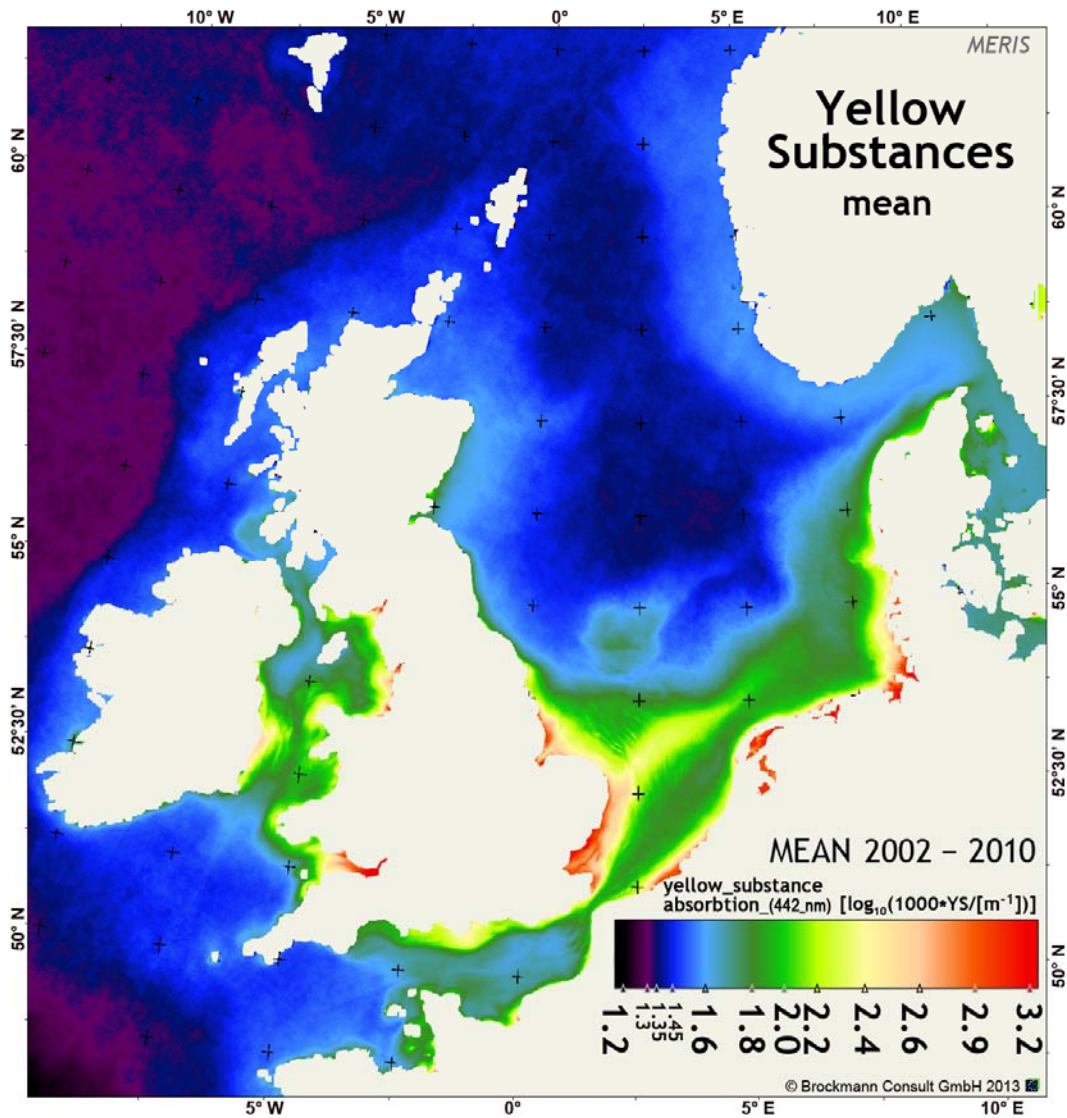 10° W 5° W 0° 5° E 10° E
MERIS
Yellow
Substances
mean
60° N
60° N
57°30' N
57°30' N
55° N
55° N
52°30' N
52°30' N
50° N
50° N
MEAN 2002 – 2010
yellow_substance
absorbtion_(442_nm) [log10(1000*YS/[m-1])]
1.2 1.3 1.35 1.45 1.6 1.8 2.0 2.2 2.4 2.6 2.9 3.2
© Brockmann Consult GmbH 2013
5° W 0° 5° E 10° E